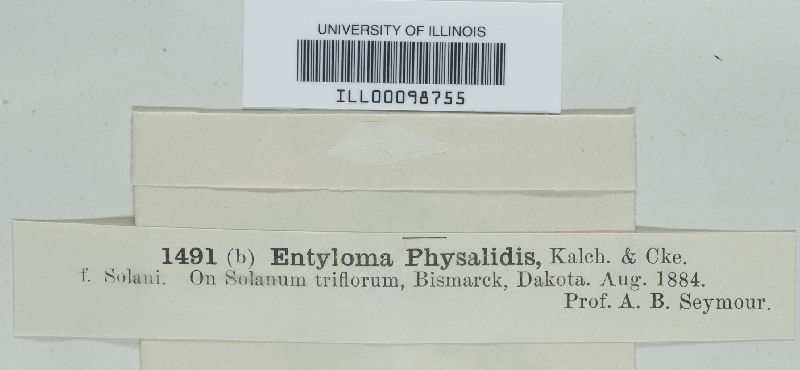 UNIVERSITY OF ILLINOIS
ILL00098755
1491 (b) Entyloma Physalidis, Kalch. & Cke.
f. Solani. On Solanum triflorum, Bismarck, Dakota. Aug. 1884.
Prof. A. B. Seymour.